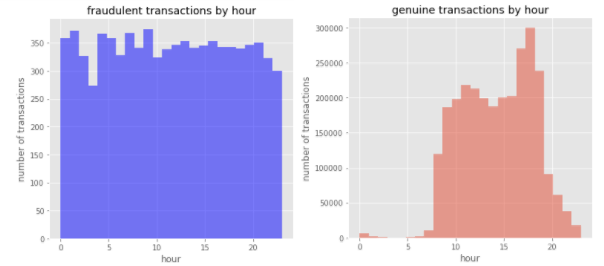 fraudulent transactions by hour
number of transactions
350
300
250
200
150
100
50
0
0 5 10 15 20
hour
genuine transactions by hour
number of transactions
300000
250000
200000
150000
100000
50000
0
0 5 10 15 20
hour